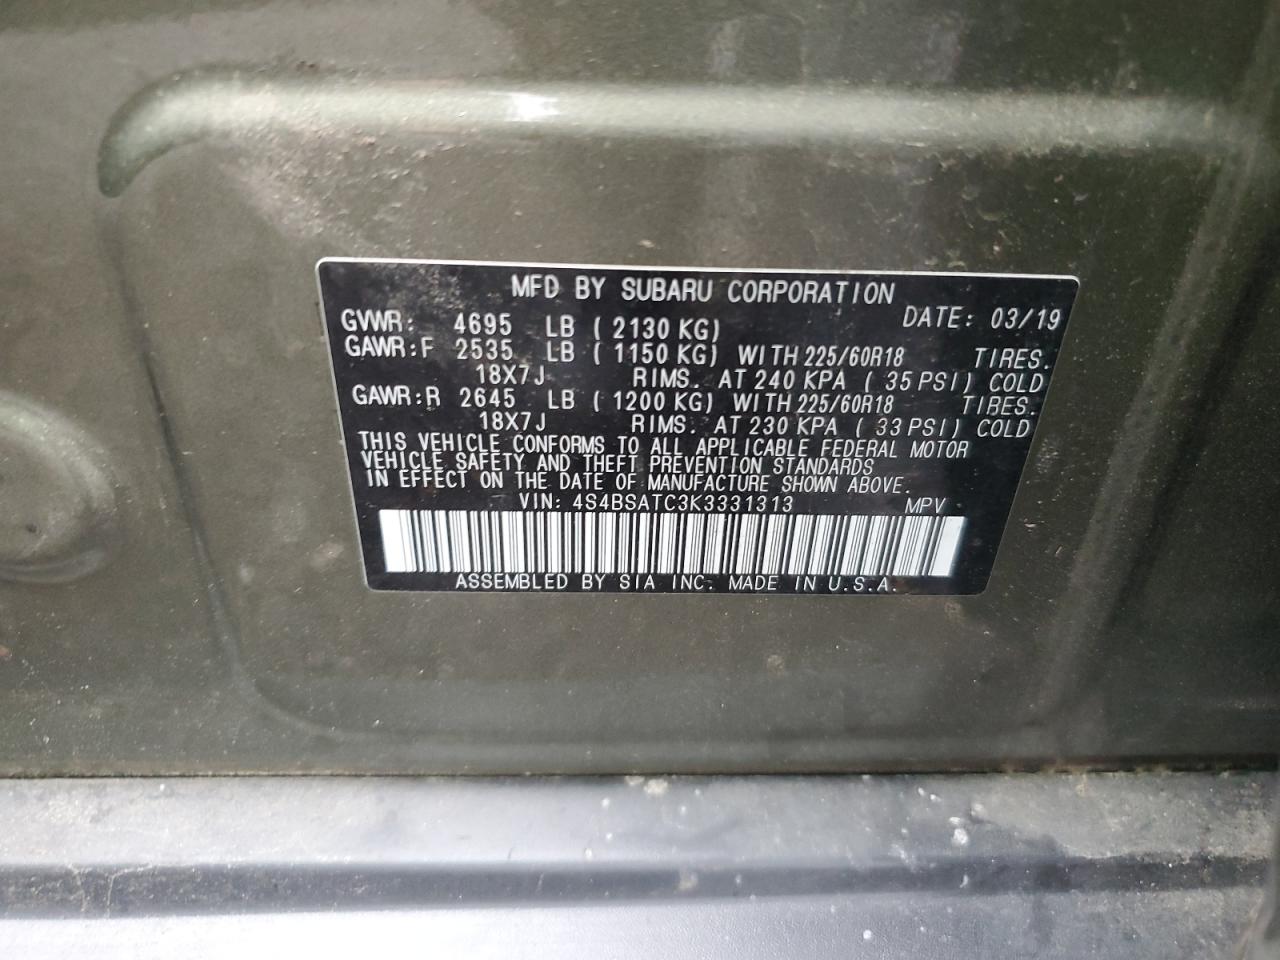 MFD BY SUBARU CORPORATION
DATE: 03/19
GVWR: 4695 LB ( 2130 KG)
GAWR:F 2535 LB ( 1150 KG) WITH 225/60R18 TIRES.
18X7J RIMS. AT 240 KPA ( 35 PSI) COLD
GAWR:R 2645 LB ( 1200 KG) WITH 225/60R18 TIRES.
18X7J RIMS. AT 230 KPA ( 33 PSI) COLD
THIS VEHICLE CONFORMS TO ALL APPLICABLE FEDERAL MOTOR
VEHICLE SAFETY AND THEFT PREVENTION STANDARDS
IN EFFECT ON THE DATE OF MANUFACTURE SHOWN ABOVE.
VIN: 4S4BSATC3K3331313 MPV
ASSEMBLED BY SIA INC. MADE IN U.S.A.